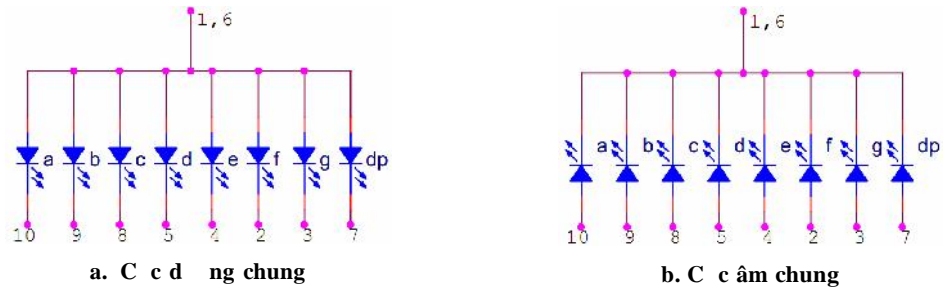 1,6
a b c d e f g dp
10 9 8 5 4 2 3 7
a. C c d ng chung
1,6
a b c d e f g dp
10 9 8 5 4 2 3 7
b. C c âm chung